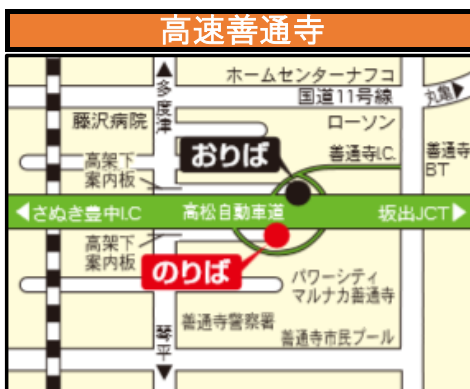 高速善通寺
▲多度津
ホームセンターナフコ
国道11号線
丸亀▶
藤沢病院
ローソン
おりば
善通寺I.C.
善通寺
BT
高架下
案内板
◀さぬき豊中I.C
高松自動車道
坂出JCT▶
高架下
案内板
のりば
パワーシティ
マルナカ善通寺
善通寺警察署
善通寺市民プール
琴平▼